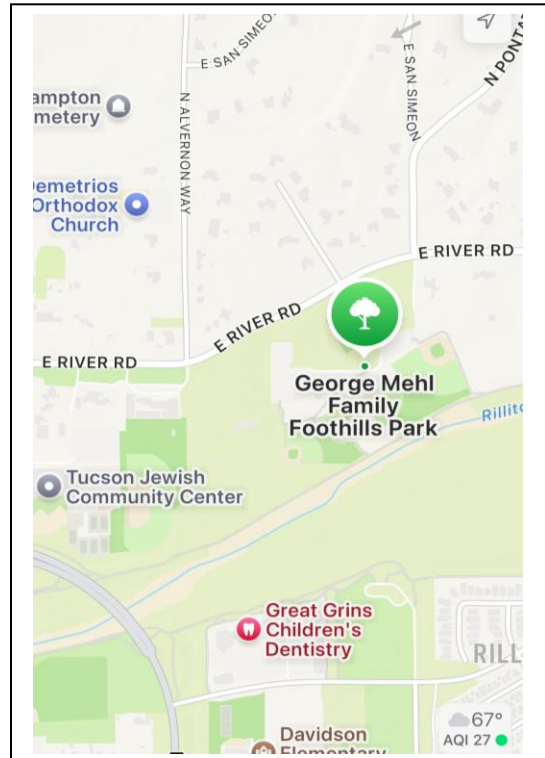 E SAN SIMEO
E SAN SIMEON
N PONTA
ampton
metery
N ALVERNON WAY
emetrios
Orthodox
Church
E RIVER RD
E RIVER RD
E RIVER RD
George Mehl
Family
Foothills Park
Rillito
Tucson Jewish
Community Center
Great Grins
Children's
Dentistry
RILL
67°
AQI 27
Davidson
Elementary